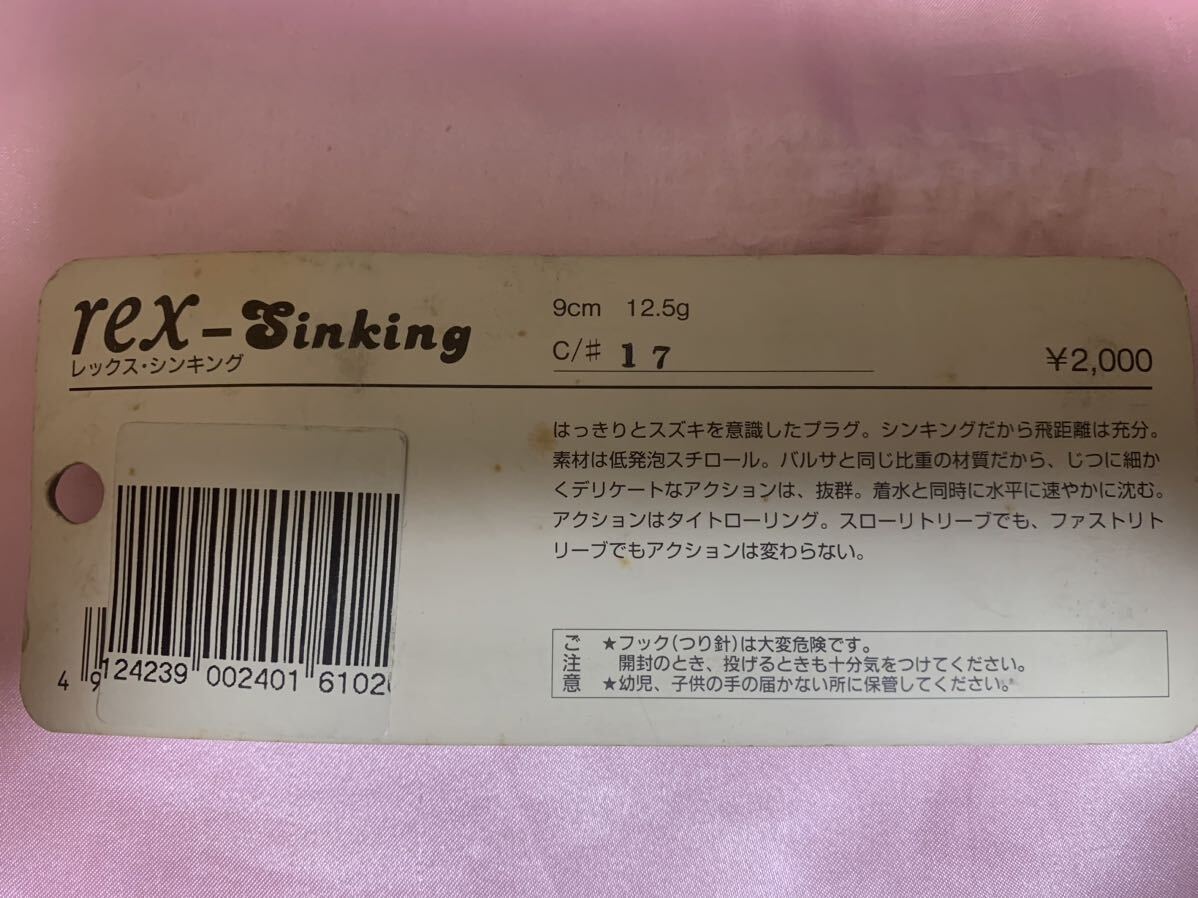 rex-Sinking
レックス・シンキング
9cm 12.5g
C/# 17
¥2,000
はっきりとスズキを意識したプラグ。シンキングだから飛距離は充分。
素材は低発泡スチロール。バルサと同じ比重の材質だから、じつに細か
くデリケートなアクションは、抜群。着水と同時に水平に速やかに沈む。
アクションはタイトローリング。スローリトリーブでも、ファストリト
リーブでもアクションは変わらない。
4 9
124239 002401 6102
ご注意
★フック(つり針)は大変危険です。
開封のとき、投げるときも十分気をつけてください。
★幼児、子供の手の届かない所に保管してください。